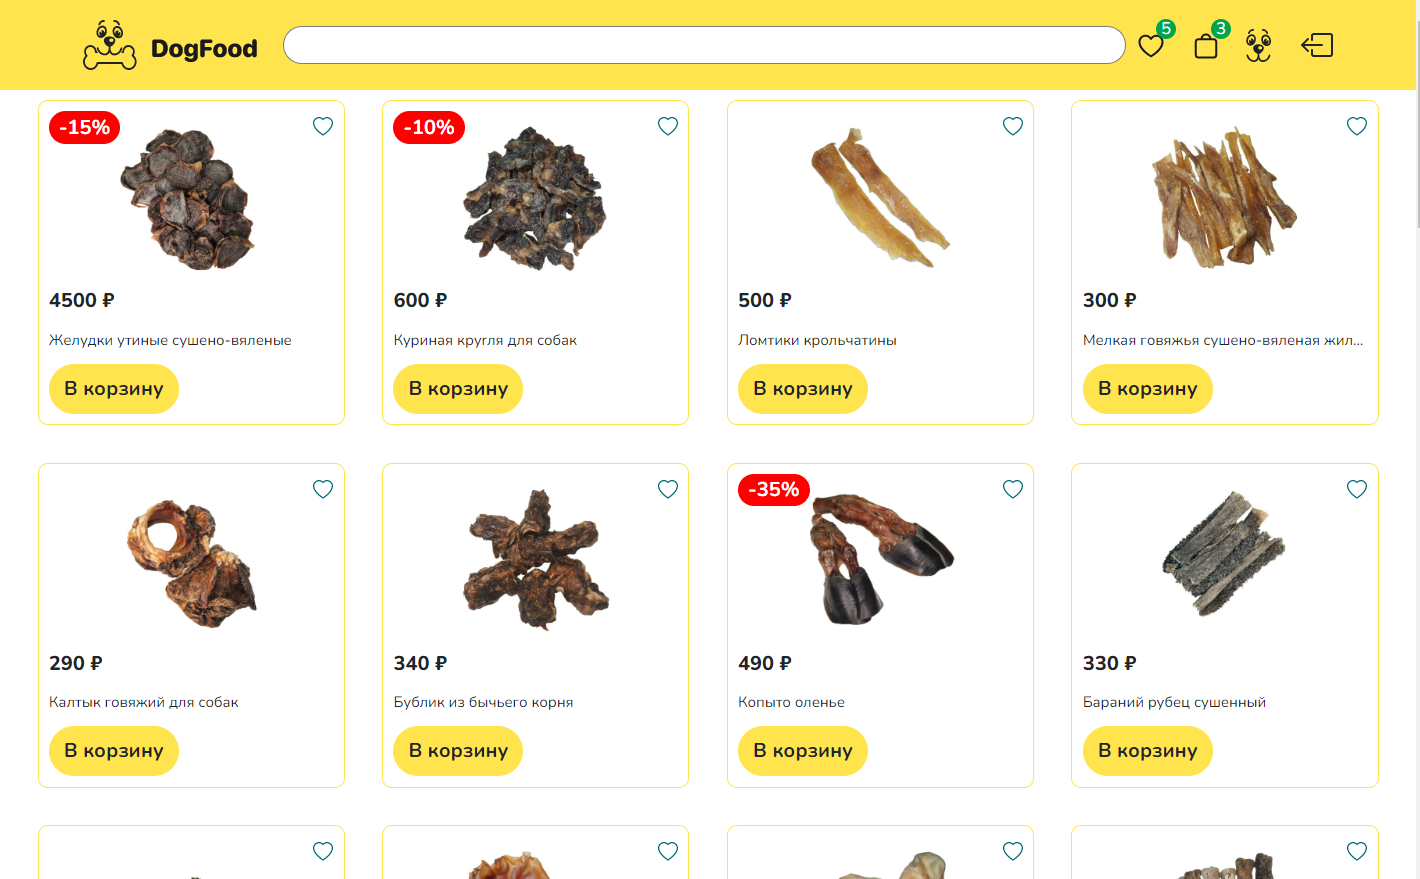 DogFood
5
3
-15%
4500 ₽
Желудки утиные сушено-вяленые
В корзину
-10%
600 ₽
Куриная кругля для собак
В корзину
500 ₽
Ломтики крольчатины
В корзину
300 ₽
Мелкая говяжья сушено-вяленая жил...
В корзину
290 ₽
Калтык говяжий для собак
В корзину
340 ₽
Бублик из бычьего корня
В корзину
-35%
490 ₽
Копыто оленье
В корзину
330 ₽
Бараний рубец сушенный
В корзину